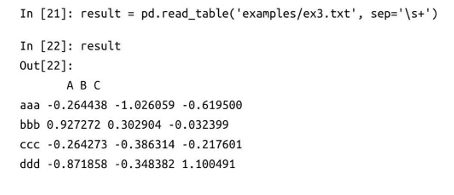 In [21]: result = pd.read_table('examples/ex3.txt', sep='\s+')
In [22]: result
Out[22]:
A B C
aaa -0.264438 -1.026059 -0.619500
bbb 0.927272 0.302904 -0.032399
ccc -0.264273 -0.386314 -0.217601
ddd -0.871858 -0.348382 1.100491